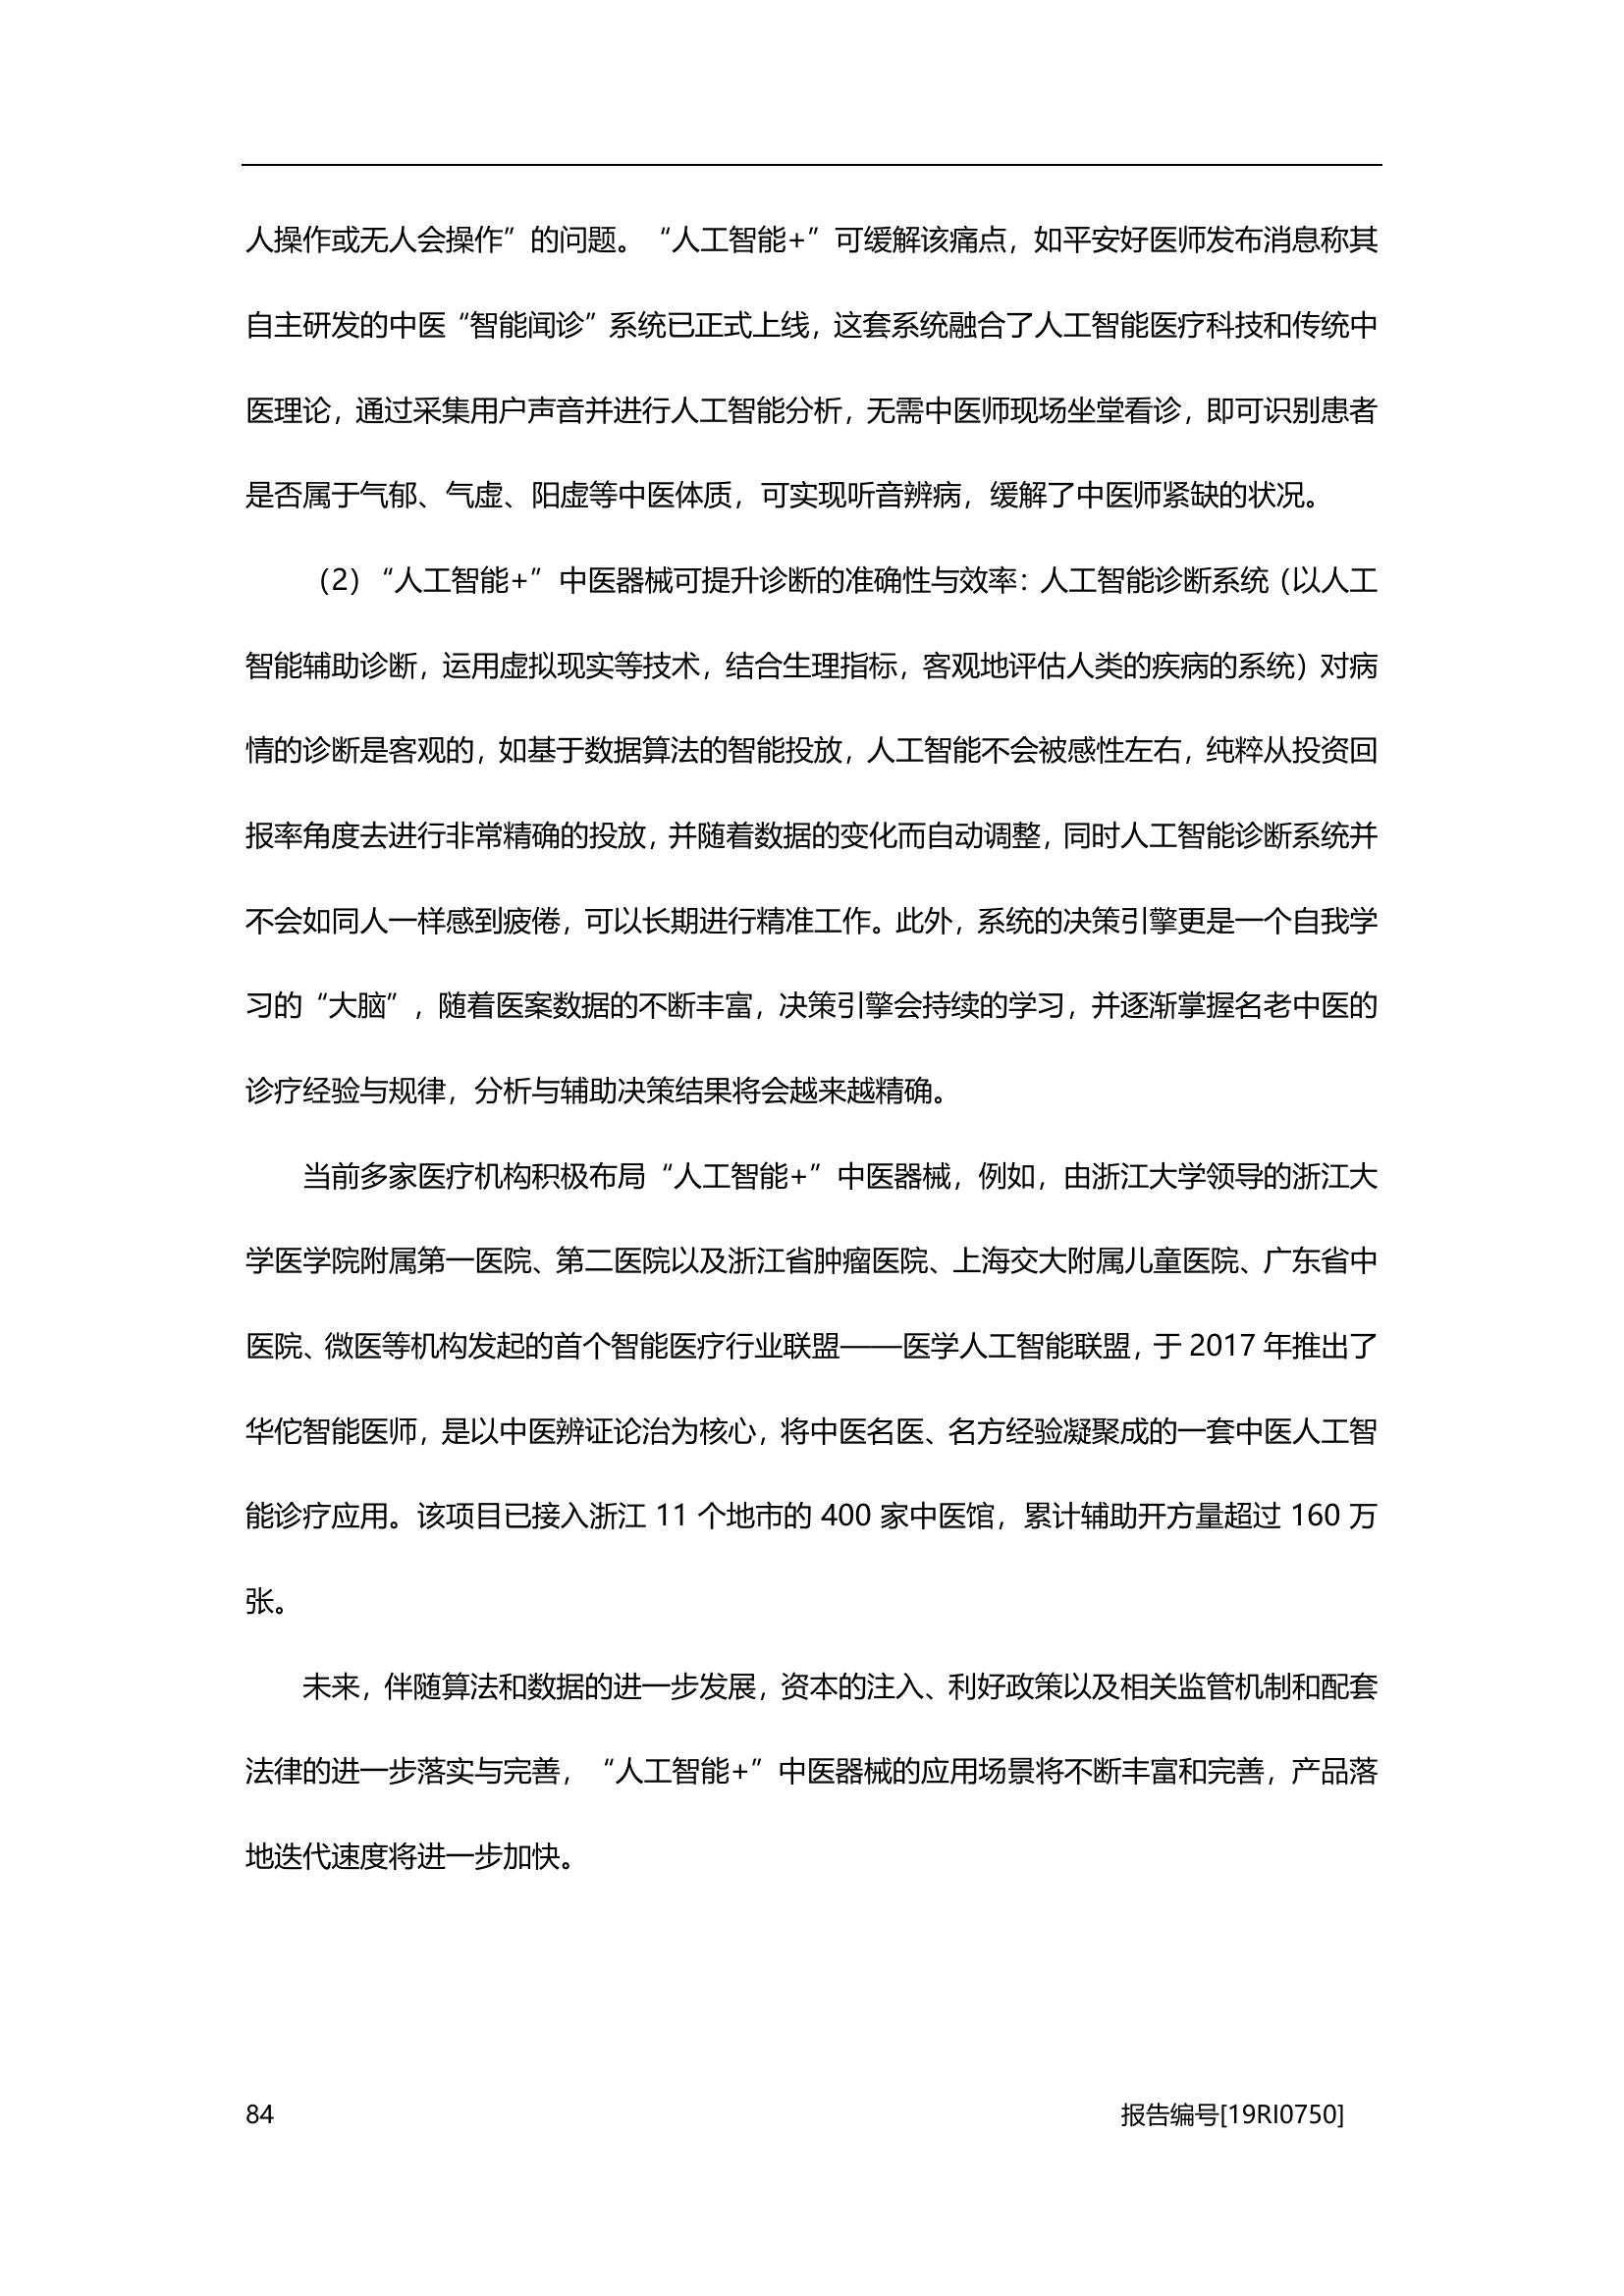 人操作或无人会操作”的问题。“人工智能+”可缓解该痛点，如平安好医师发布消息称其
自主研发的中医“智能闻诊”系统已正式上线，这套系统融合了人工智能医疗科技和传统中
医理论，通过采集用户声音并进行人工智能分析，无需中医师现场坐堂看诊，即可识别患者
是否属于气郁、气虚、阳虚等中医体质，可实现听音辨病，缓解了中医师紧缺的状况。
（2）“人工智能+”中医器械可提升诊断的准确性与效率：人工智能诊断系统（以人工
智能辅助诊断，运用虚拟现实等技术，结合生理指标，客观地评估人类的疾病的系统）对病
情的诊断是客观的，如基于数据算法的智能投放，人工智能不会被感性左右，纯粹从投资回
报率角度去进行非常精确的投放，并随着数据的变化而自动调整，同时人工智能诊断系统并
不会如同人一样感到疲倦，可以长期进行精准工作。此外，系统的决策引擎更是一个自我学
习的“大脑”，随着医案数据的不断丰富，决策引擎会持续的学习，并逐渐掌握名老中医的
诊疗经验与规律，分析与辅助决策结果将会越来越精确。
当前多家医疗机构积极布局“人工智能+”中医器械，例如，由浙江大学领导的浙江大
学医学院附属第一医院、第二医院以及浙江省肿瘤医院、上海交大附属儿童医院、广东省中
医院、微医等机构发起的首个智能医疗行业联盟——医学人工智能联盟，于 2017 年推出了
华佗智能医师，是以中医辨证论治为核心，将中医名医、名方经验凝聚成的一套中医人工智
能诊疗应用。该项目已接入浙江 11 个地市的 400 家中医馆，累计辅助开方量超过 160 万
张。
未来，伴随算法和数据的进一步发展，资本的注入、利好政策以及相关监管机制和配套
法律的进一步落实与完善，“人工智能+”中医器械的应用场景将不断丰富和完善，产品落
地迭代速度将进一步加快。
84 报告编号[19RI0750]